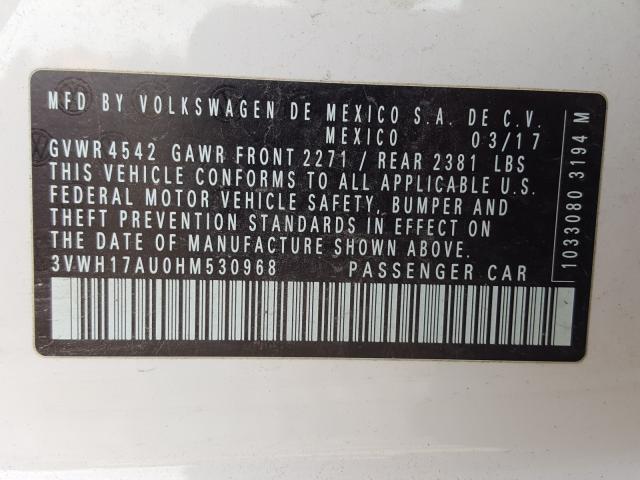 MFD BY VOLKSWAGEN DE MEXICO S.A. DE C.V.
MEXICO 03/17
GVWR 4542 GAWR FRONT 2271 / REAR 2381 LBS
THIS VEHICLE CONFORMS TO ALL APPLICABLE U.S.
FEDERAL MOTOR VEHICLE SAFETY, BUMPER AND
THEFT PREVENTION STANDARDS IN EFFECT ON
THE DATE OF MANUFACTURE SHOWN ABOVE.
3VWH17AU0HM530968 PASSENGER CAR
1033080 3194 M